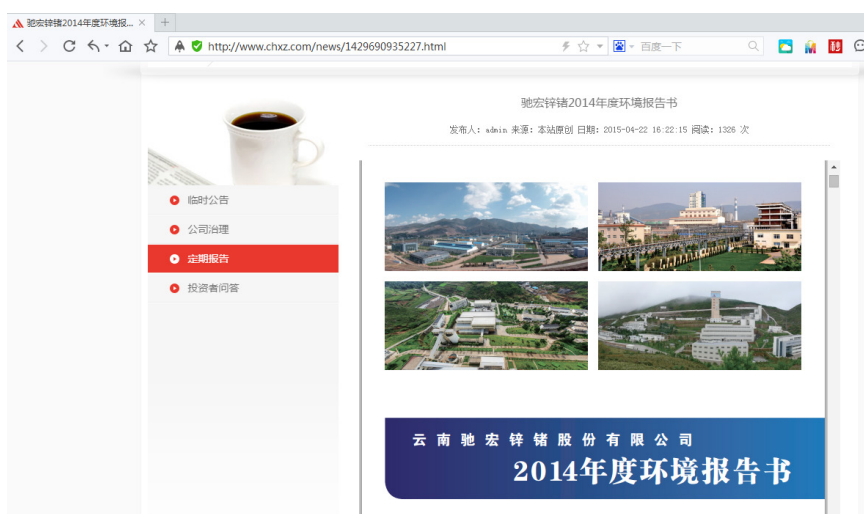 驰宏锌锗2014年度环境报...
http://www.chxz.com/news/1429690935227.html
百度一下
驰宏锌锗2014年度环境报告书
发布人：admin 来源：本站原创 日期：2015-04-22 16:22:15 阅读：1326 次
临时公告
公司治理
定期报告
投资者问答
云南驰宏锌锗股份有限公司
2014年度环境报告书